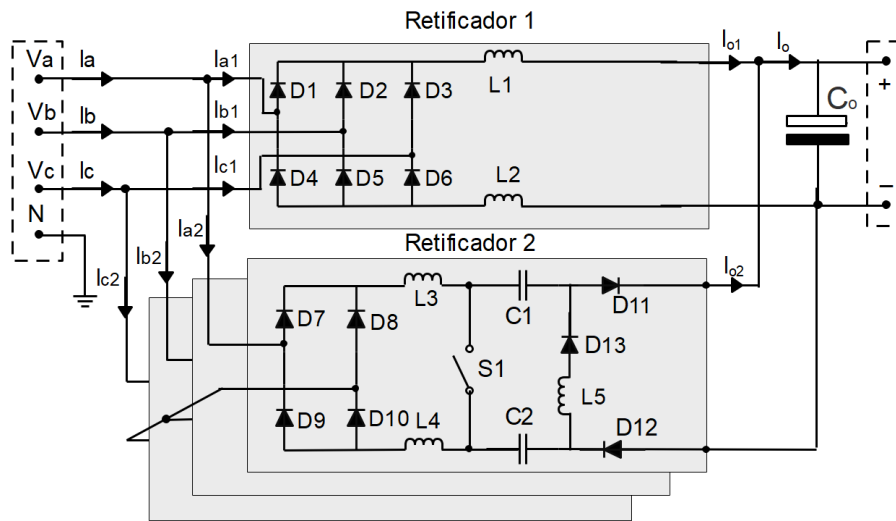 Retificador 1
Va Ia Ia1 D1 D2 D3 L1 Io1 Io +
Vb Ib Ib1 Co
Vc Ic Ic1 D4 D5 D6 L2 −
N Ia2 −
Ib2 Retificador 2
Ic2 Io2
L3 C1 D11
D7 D8 D13
S1 L5
D9 D10 L4 C2 D12